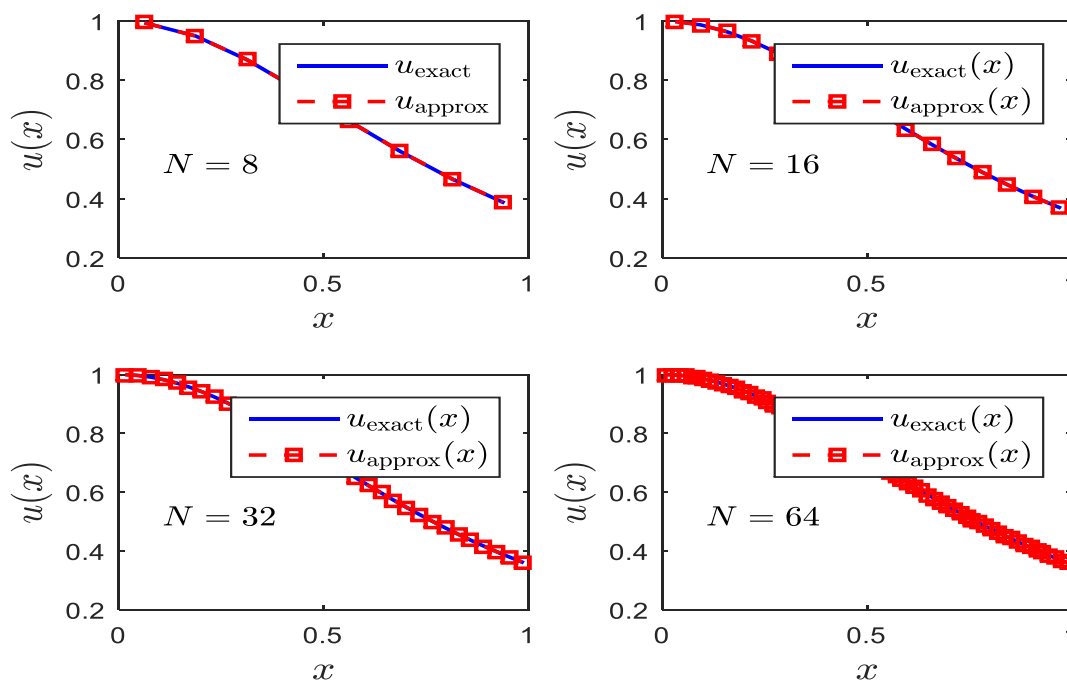 1
0.8
0.6
0.4
0.2
u(x)
u_exact
u_approx
N = 8
0
0.5
1
x
1
0.8
0.6
0.4
0.2
u(x)
u_exact(x)
u_approx(x)
N = 16
0
0.5
1
x
1
0.8
0.6
0.4
0.2
u(x)
u_exact(x)
u_approx(x)
N = 32
0
0.5
1
x
1
0.8
0.6
0.4
0.2
u(x)
u_exact(x)
u_approx(x)
N = 64
0
0.5
1
x